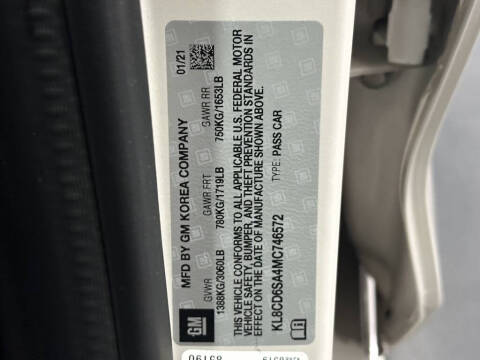 MFD BY GM KOREA COMPANY 01/21
GVWR GAWR FRT GAWR RR
1388KG/3060LB 780KG/1719LB 750KG/1653LB
THIS VEHICLE CONFORMS TO ALL APPLICABLE U.S. FEDERAL MOTOR
VEHICLE SAFETY, BUMPER, AND THEFT PREVENTION STANDARDS IN
EFFECT ON THE DATE OF MANUFACTURE SHOWN ABOVE.
KL8CD6SA4MC746572 TYPE: PASS CAR
GM